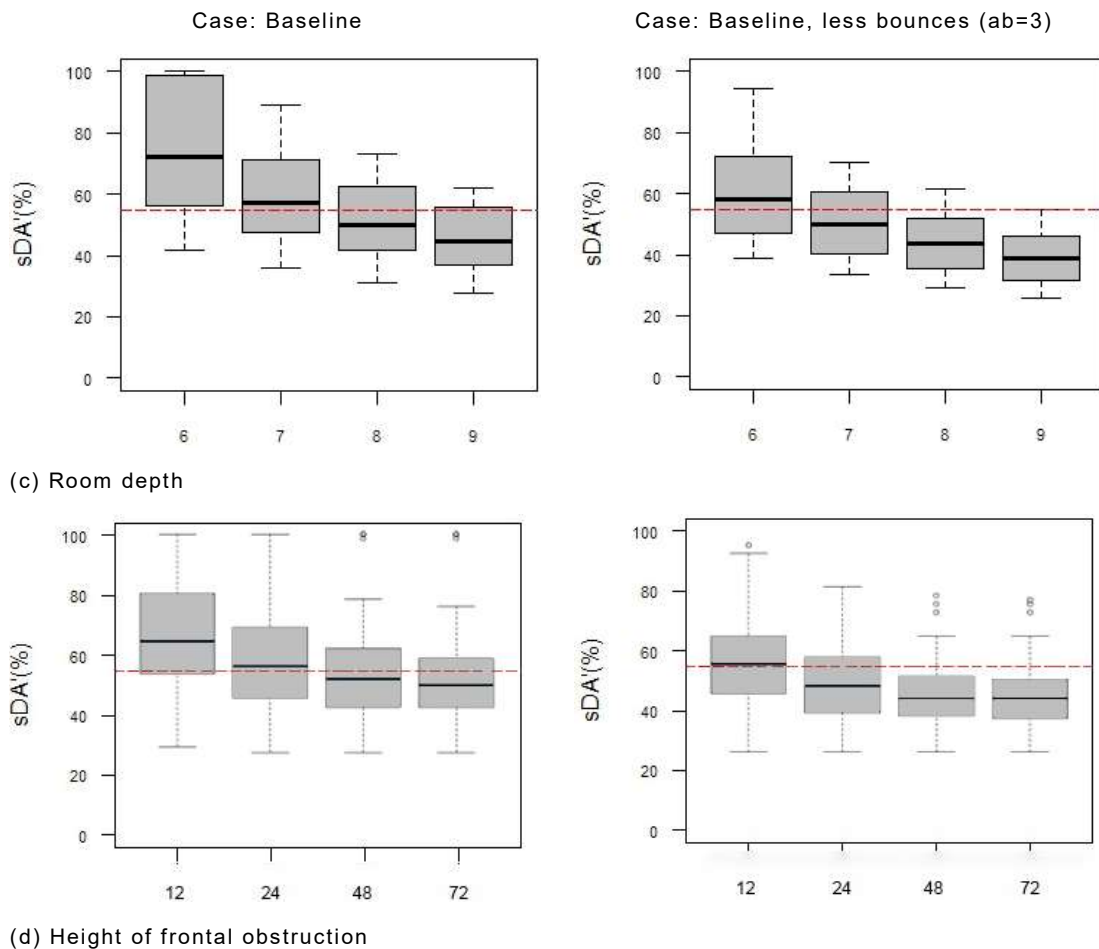 Case: Baseline
Case: Baseline, less bounces (ab=3)
100
80
60
40
20
0
sDA'(%)
6 7 8 9
100
80
60
40
20
0
sDA'(%)
6 7 8 9
(c) Room depth
100
80
60
40
20
0
sDA'(%)
12 24 48 72
100
80
60
40
20
0
sDA'(%)
12 24 48 72
(d) Height of frontal obstruction